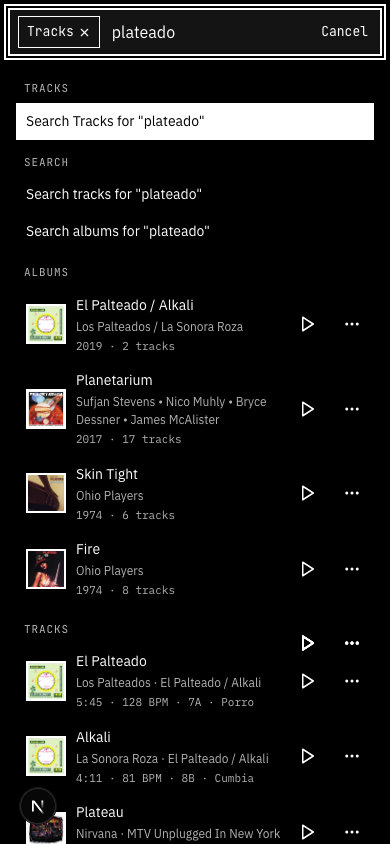 Tracks ×
plateado
Cancel
TRACKS
Search Tracks for "plateado"
SEARCH
Search tracks for "plateado"
Search albums for "plateado"
ALBUMS
El Palteado / Alkali
Los Palteados / La Sonora Roza
2019 · 2 tracks
Planetarium
Sufjan Stevens • Nico Muhly • Bryce
Dessner • James McAlister
2017 · 17 tracks
Skin Tight
Ohio Players
1974 · 6 tracks
Fire
Ohio Players
1974 · 8 tracks
TRACKS
El Palteado
Los Palteados · El Palteado / Alkali
5:45 · 128 BPM · 7A · Porro
Alkali
La Sonora Roza · El Palteado / Alkali
4:11 · 81 BPM · 8B · Cumbia
N
Plateau
Nirvana · MTV Unplugged In New York